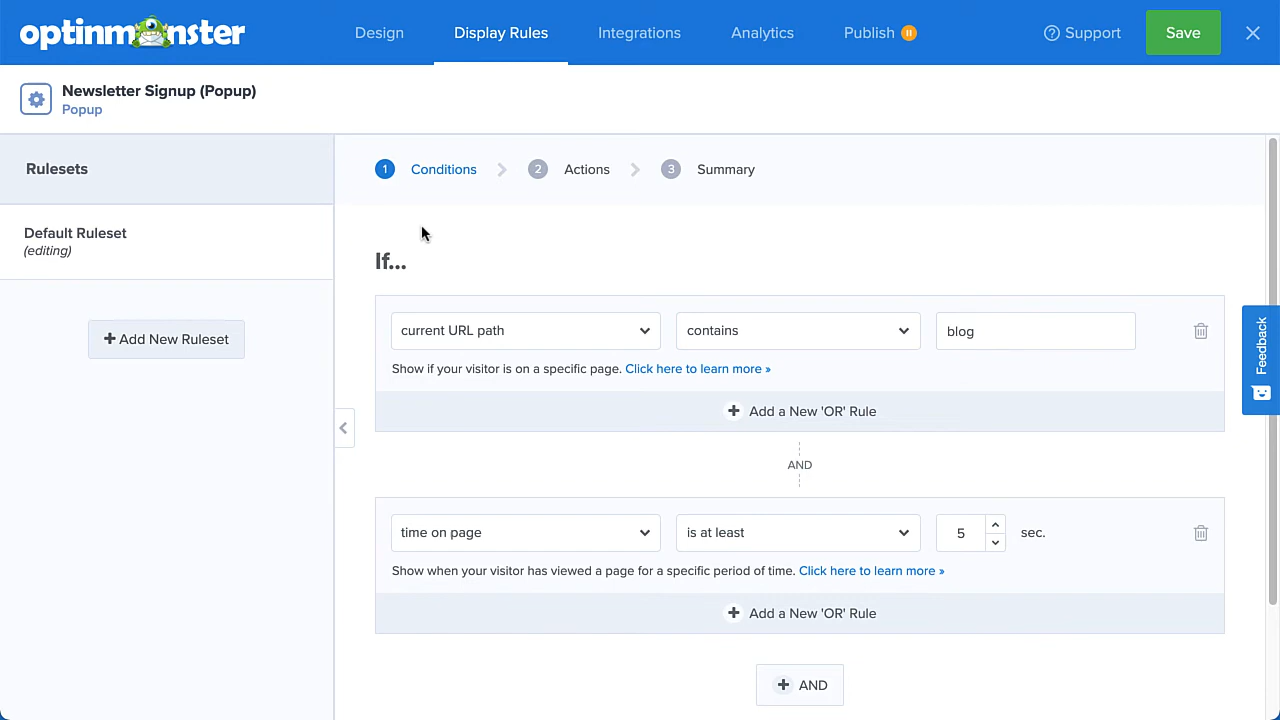 optinmonster
Design
Display Rules
Integrations
Analytics
Publish
Support
Save
Newsletter Signup (Popup)
Popup
Rulesets
1 Conditions
2 Actions
3 Summary
Default Ruleset
(editing)
Add New Ruleset
If...
current URL path
contains
blog
Show if your visitor is on a specific page. Click here to learn more »
Add a New 'OR' Rule
AND
time on page
is at least
5
sec.
Show when your visitor has viewed a page for a specific period of time. Click here to learn more »
Add a New 'OR' Rule
AND
Feedback